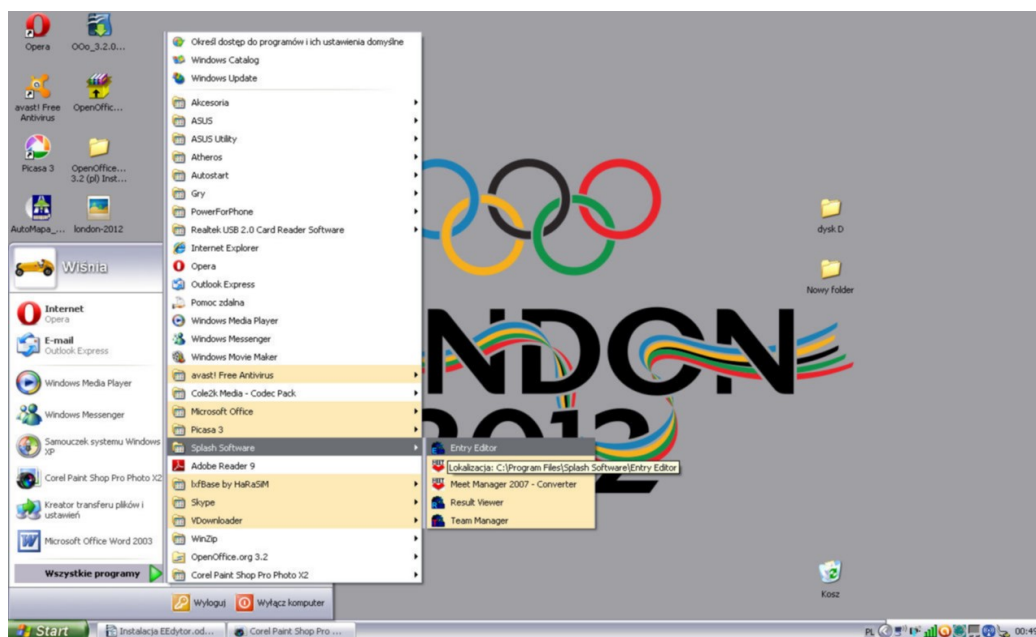 Opera
OOo_3.2.0...
avast! Free
Antivirus
OpenOffic...
Picasa 3
OpenOffice...
3.2 (pl) Inst...
AutoMapa_...
london-2012
Wiśnia
Internet
Opera
E-mail
Outlook Express
Windows Media Player
Windows Messenger
Samouczek systemu Windows
XP
Corel Paint Shop Pro Photo X2
Kreator transferu plików i
ustawień
Microsoft Office Word 2003
Wszystkie programy
Wyloguj
Wyłącz komputer
Określ dostęp do programów i ich ustawienia domyślne
Windows Catalog
Windows Update
Akcesoria
ASUS
ASUS Utility
Atheros
Autostart
Gry
PowerForPhone
Realtek USB 2.0 Card Reader Software
Internet Explorer
Opera
Outlook Express
Pomoc zdalna
Windows Media Player
Windows Messenger
Windows Movie Maker
avast! Free Antivirus
Cole2k Media - Codec Pack
Microsoft Office
Picasa 3
Splash Software
Adobe Reader 9
lxfBase by HaRaSiM
Skype
VDownloader
WinZip
OpenOffice.org 3.2
Corel Paint Shop Pro Photo X2
Entry Editor
Lokalizacja: C:\Program Files\Splash Software\Entry Editor
Meet Manager 2007 - Converter
Result Viewer
Team Manager
NDON
2012
dysk D
Nowy folder
Kosz
Start
Instalacja EEdytor.od...
Corel Paint Shop Pro ...
PL